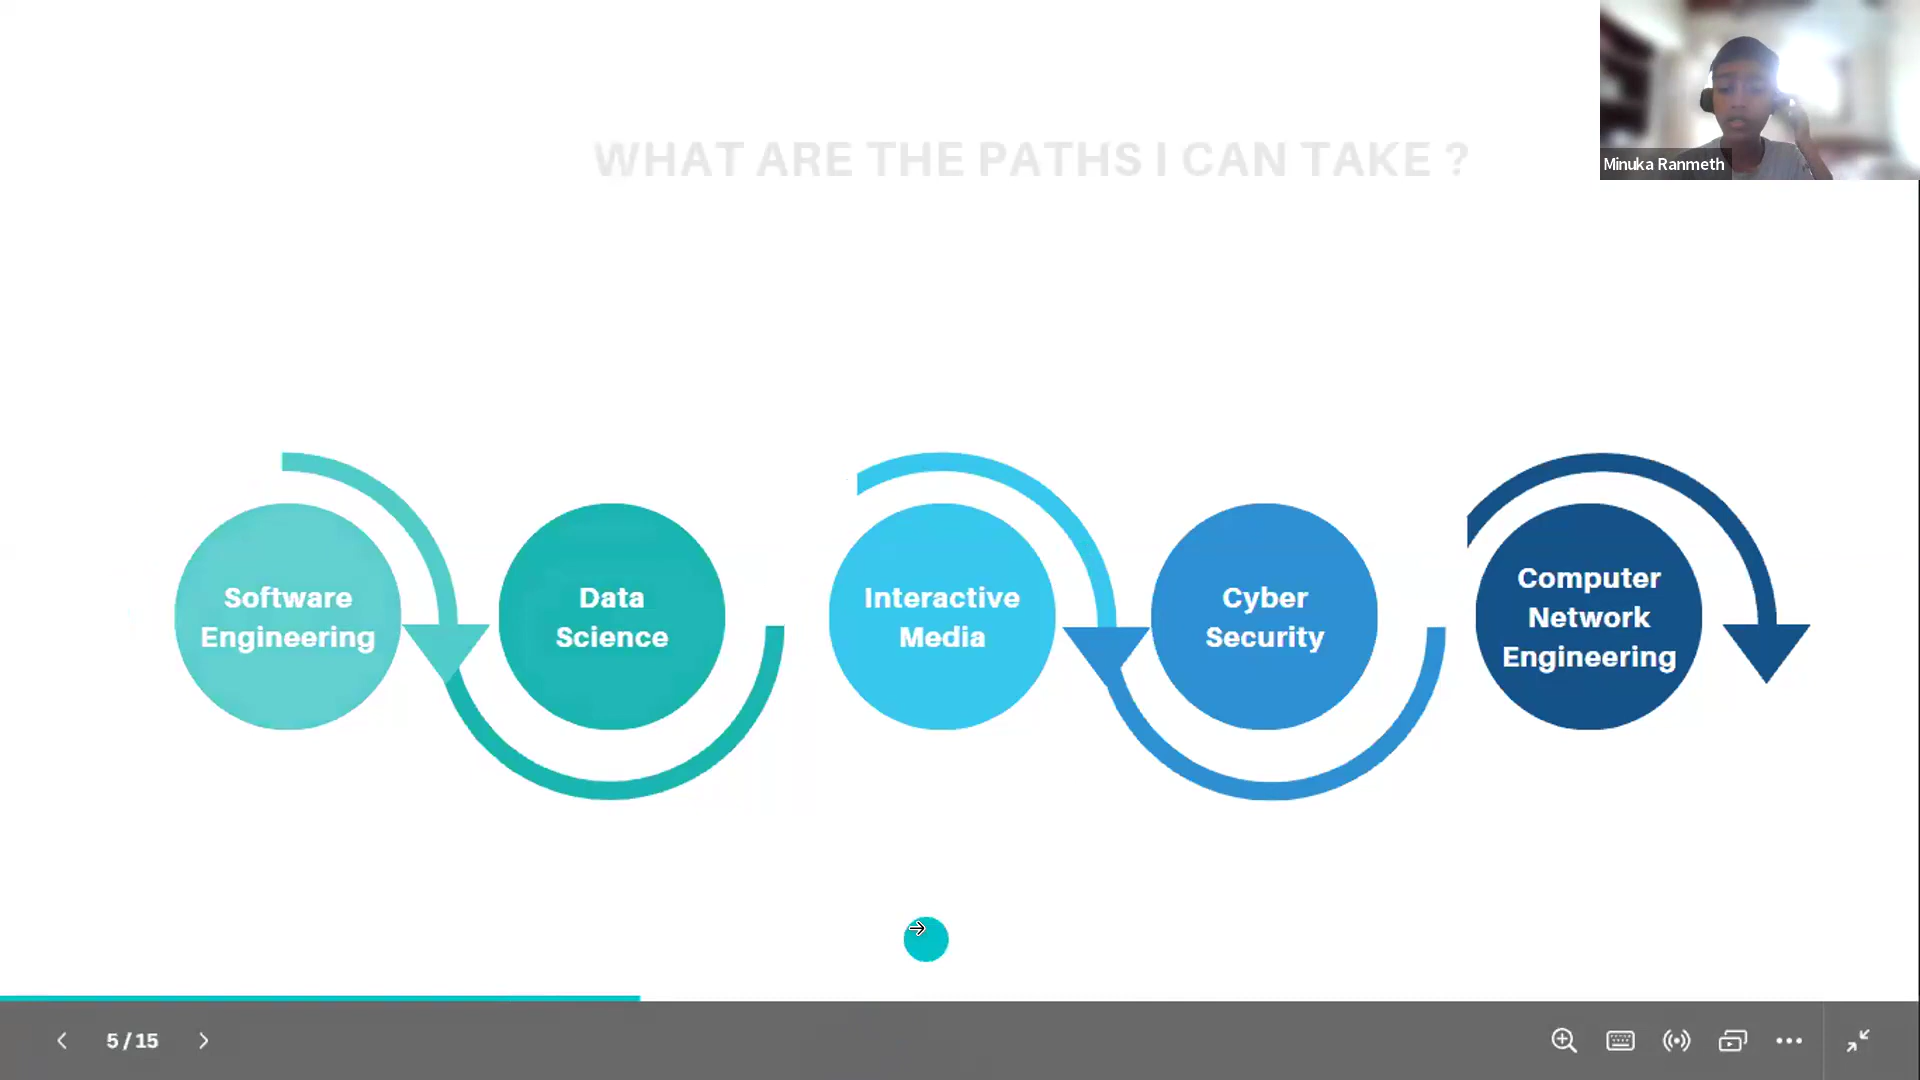 WHAT ARE THE PATHS I CAN TAKE ?
Minuka Ranmeth
Software
Engineering
Data
Science
Interactive
Media
Cyber
Security
Computer
Network
Engineering
5 / 15